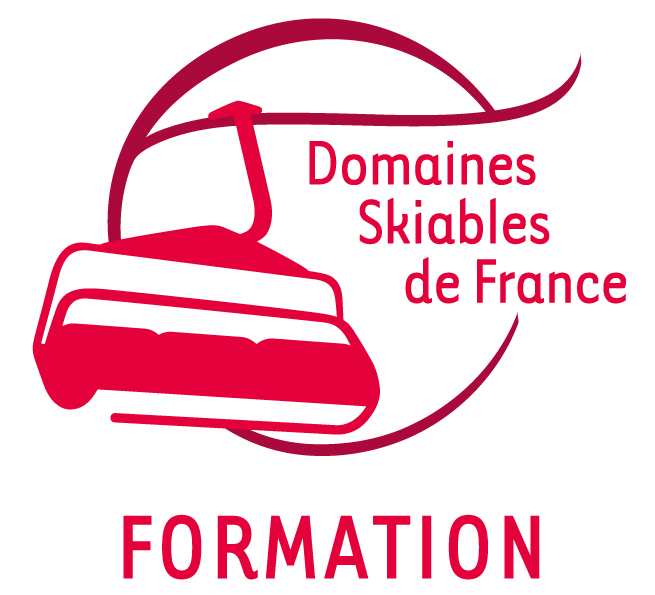 Domaines
Skiables
de France
FORMATION